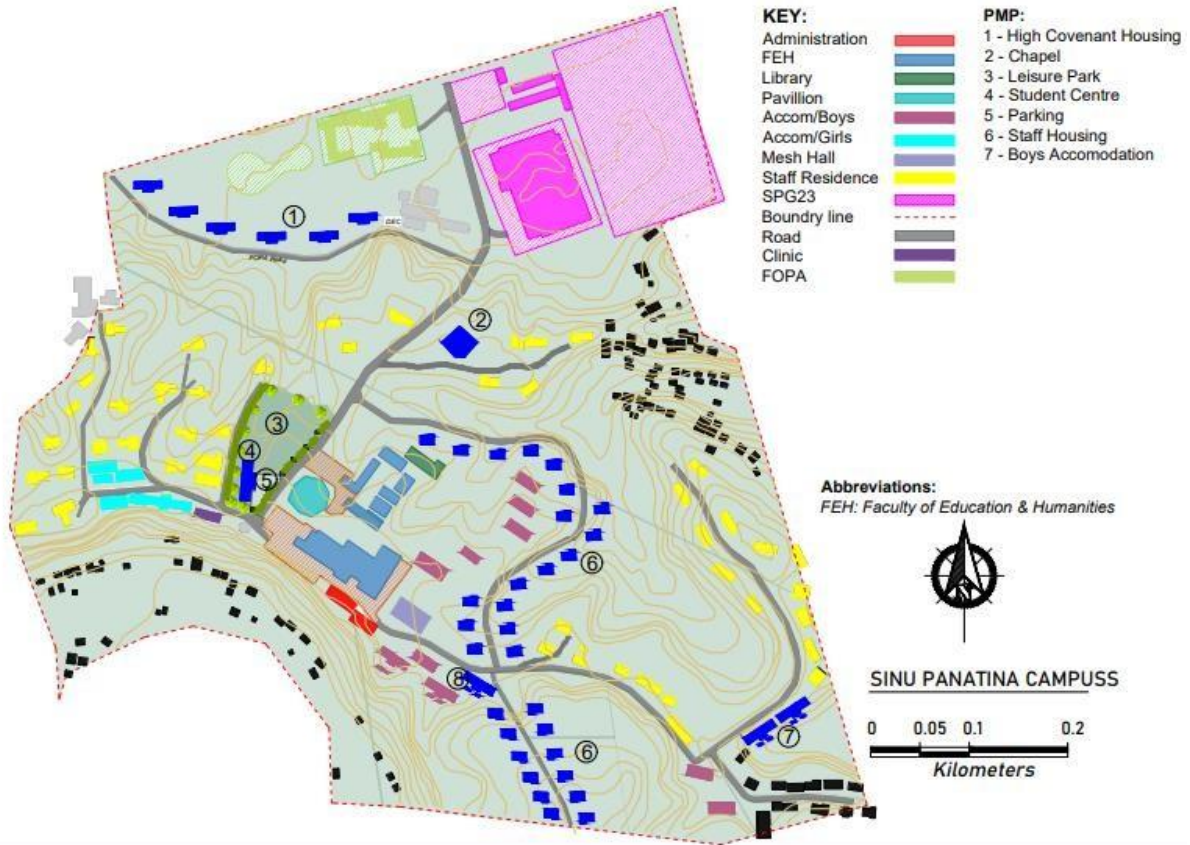 KEY:
Administration
FEH
Library
Pavillion
Accom/Boys
Accom/Girls
Mesh Hall
Staff Residence
SPG23
Boundry line
Road
Clinic
FOPA
PMP:
1 - High Covenant Housing
2 - Chapel
3 - Leisure Park
4 - Student Centre
5 - Parking
6 - Staff Housing
7 - Boys Accomodation
1
FOPA
2
3
4
5
6
8
6
7
Abbreviations:
FEH: Faculty of Education & Humanities
SINU PANATINA CAMPUSS
0 0.05 0.1 0.2
Kilometers